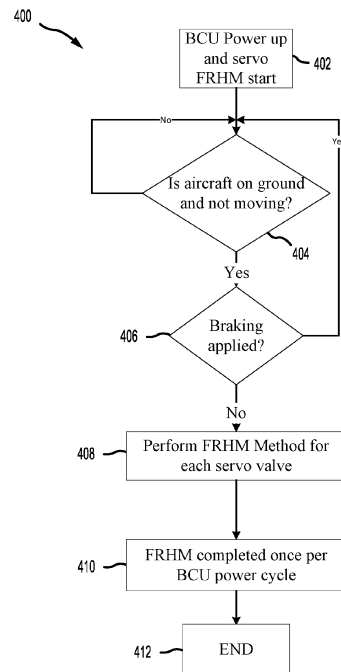 400
BCU Power up
and servo
FRHM start
402
No
Ye
Is aircraft on ground
and not moving?
404
Yes
406
Braking
applied?
No
408
Perform FRHM Method for
each servo valve
410
FRHM completed once per
BCU power cycle
412
END